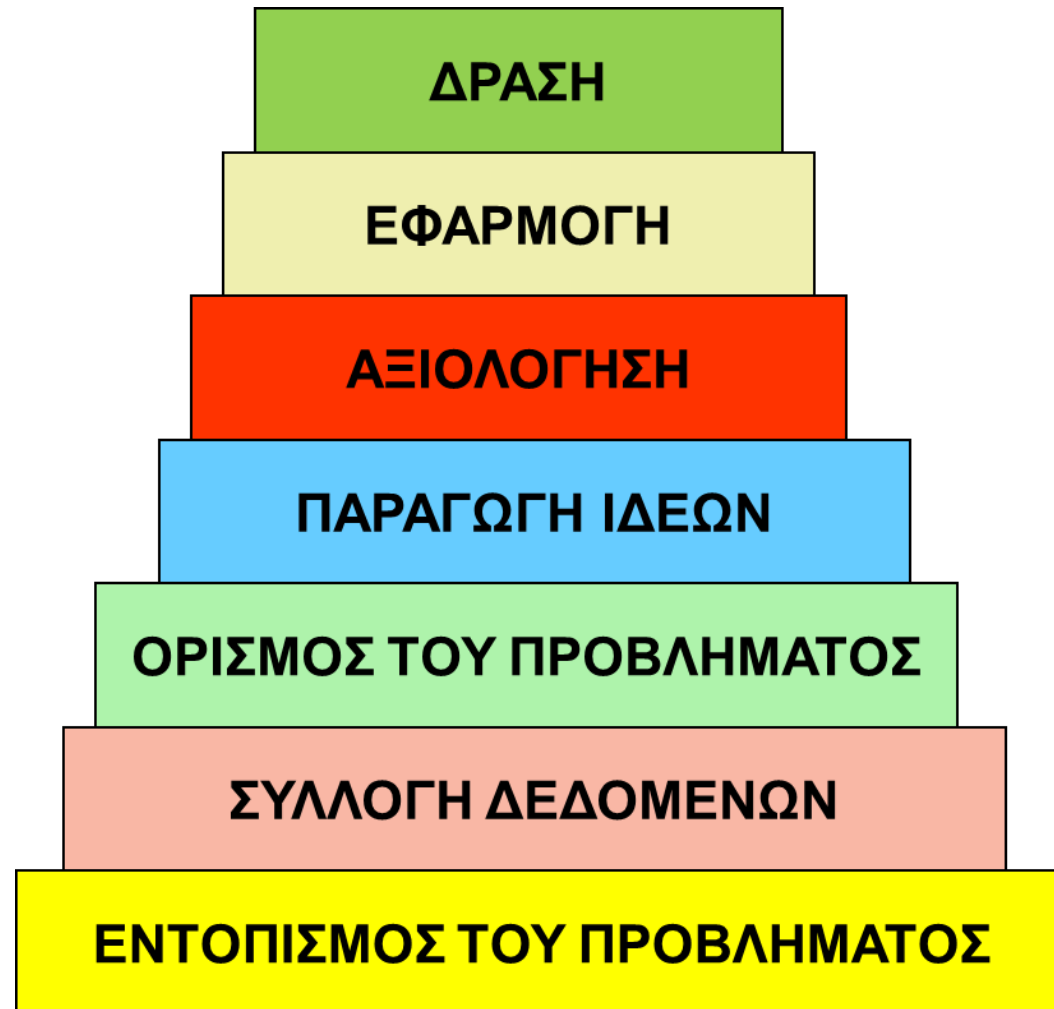 ΔΡΑΣΗ
ΕΦΑΡΜΟΓΗ
ΑΞΙΟΛΟΓΗΣΗ
ΠΑΡΑΓΩΓΗ ΙΔΕΩΝ
ΟΡΙΣΜΟΣ ΤΟΥ ΠΡΟΒΛΗΜΑΤΟΣ
ΣΥΛΛΟΓΗ ΔΕΔΟΜΕΝΩΝ
ΕΝΤΟΠΙΣΜΟΣ ΤΟΥ ΠΡΟΒΛΗΜΑΤΟΣ